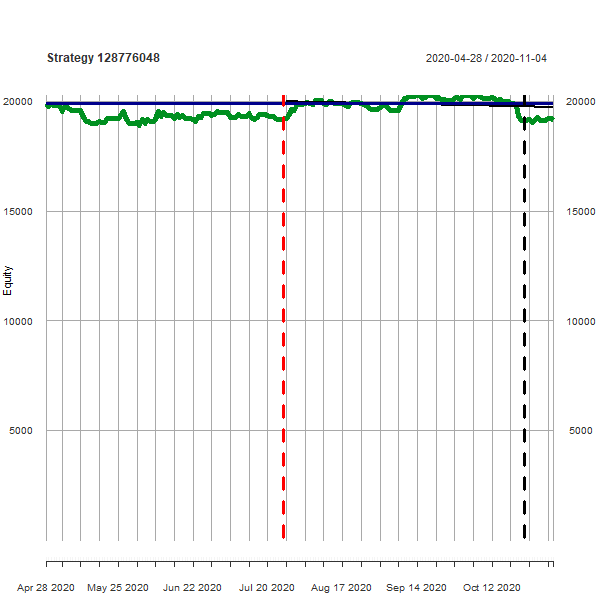 Strategy 128776048
2020-04-28 / 2020-11-04
20000
20000
15000
15000
Equity
10000
10000
5000
5000
Apr 28 2020
May 25 2020
Jun 22 2020
Jul 20 2020
Aug 17 2020
Sep 14 2020
Oct 12 2020